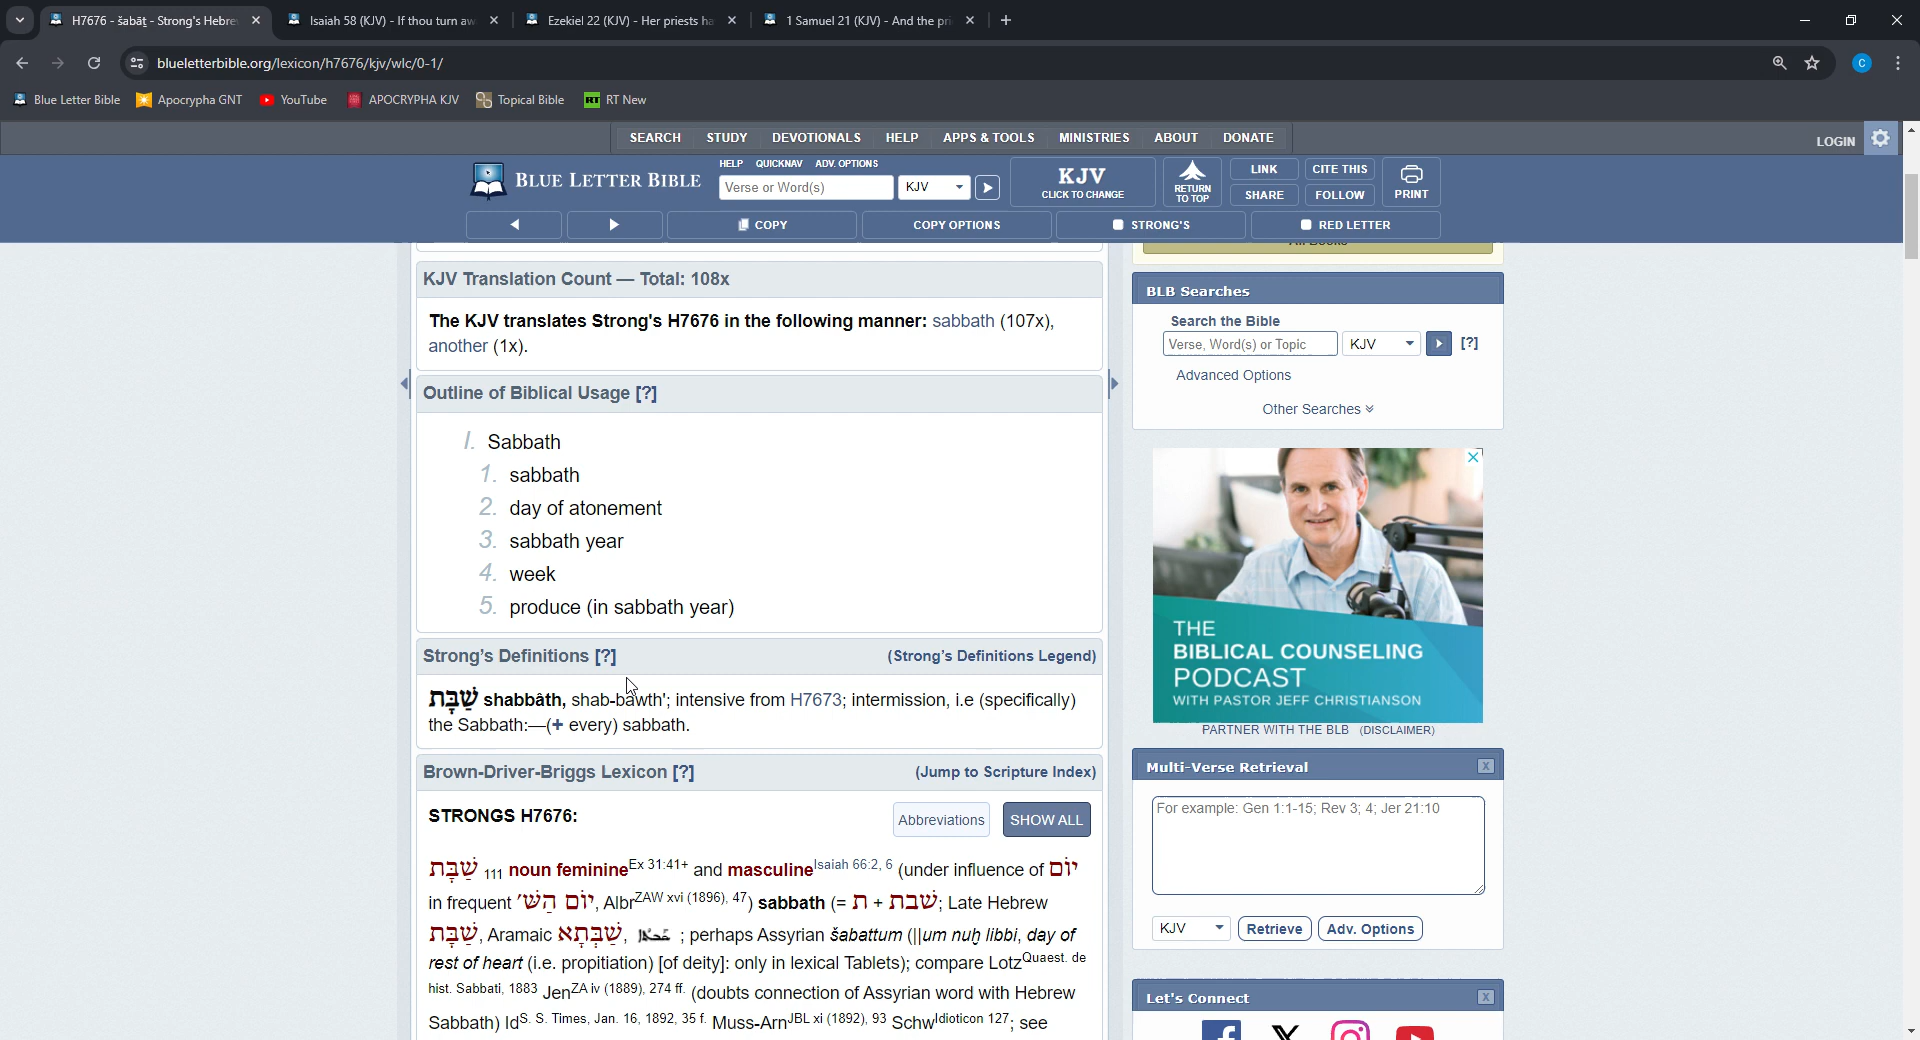 H7676 - šabāṯ - Strong's Hebre
Isaiah 58 (KJV) - If thou turn aw
Ezekiel 22 (KJV) - Her priests ha
1 Samuel 21 (KJV) - And the pri
blueletterbible.org/lexicon/h7676/kjv/wlc/0-1/
C
Blue Letter Bible
Apocrypha GNT
YouTube
APOCRYPHA KJV
Topical Bible
RT New
SEARCH STUDY DEVOTIONALS HELP APPS & TOOLS MINISTRIES ABOUT DONATE
LOGIN
BLUE LETTER BIBLE
HELP QUICKNAV ADV. OPTIONS
Verse or Word(s)
KJV
KJV
CLICK TO CHANGE
RETURN
TO TOP
LINK
CITE THIS
SHARE
FOLLOW
PRINT
COPY
COPY OPTIONS
STRONG'S
RED LETTER
KJV Translation Count — Total: 108x
The KJV translates Strong's H7676 in the following manner: sabbath (107x),
another (1x).
Outline of Biblical Usage [?]
I. Sabbath
1. sabbath
2. day of atonement
3. sabbath year
4. week
5. produce (in sabbath year)
Strong's Definitions [?]
(Strong's Definitions Legend)
שַׁבָּת shabbâth, shab-bawth'; intensive from H7673; intermission, i.e (specifically)
the Sabbath:—(+ every) sabbath.
Brown-Driver-Briggs Lexicon [?]
(Jump to Scripture Index)
STRONGS H7676:
Abbreviations
SHOW ALL
שַׁבָּת 111 noun feminine Ex 31:41+ and masculine Isaiah 66:2, 6 (under influence of יוֹם
in frequent יוֹם הַשּׁ׳, Albr ZAW xvi (1896), 47) sabbath (= שׁבת + ת; Late Hebrew
שַׁבָּת, Aramaic שַׁבְּתָא, ; perhaps Assyrian šabattum (||um nuḫ libbi, day of
rest of heart (i.e. propitiation) [of deity]: only in lexical Tablets); compare Lotz Quaest. de
hist. Sabbati, 1883 Jen ZA iv (1889), 274 ff. (doubts connection of Assyrian word with Hebrew
Sabbath) Id S. S. Times, Jan. 16, 1892, 35 f. Muss-Arn JBL xi (1892), 93 Schw Idioticon 127; see
BLB Searches
Search the Bible
Verse, Word(s) or Topic
KJV
[?]
Advanced Options
Other Searches
THE
BIBLICAL COUNSELING
PODCAST
WITH PASTOR JEFF CHRISTIANSON
PARTNER WITH THE BLB (DISCLAIMER)
Multi-Verse Retrieval
X
For example: Gen 1:1-15; Rev 3; 4; Jer 21:10
KJV
Retrieve
Adv. Options
Let's Connect
X